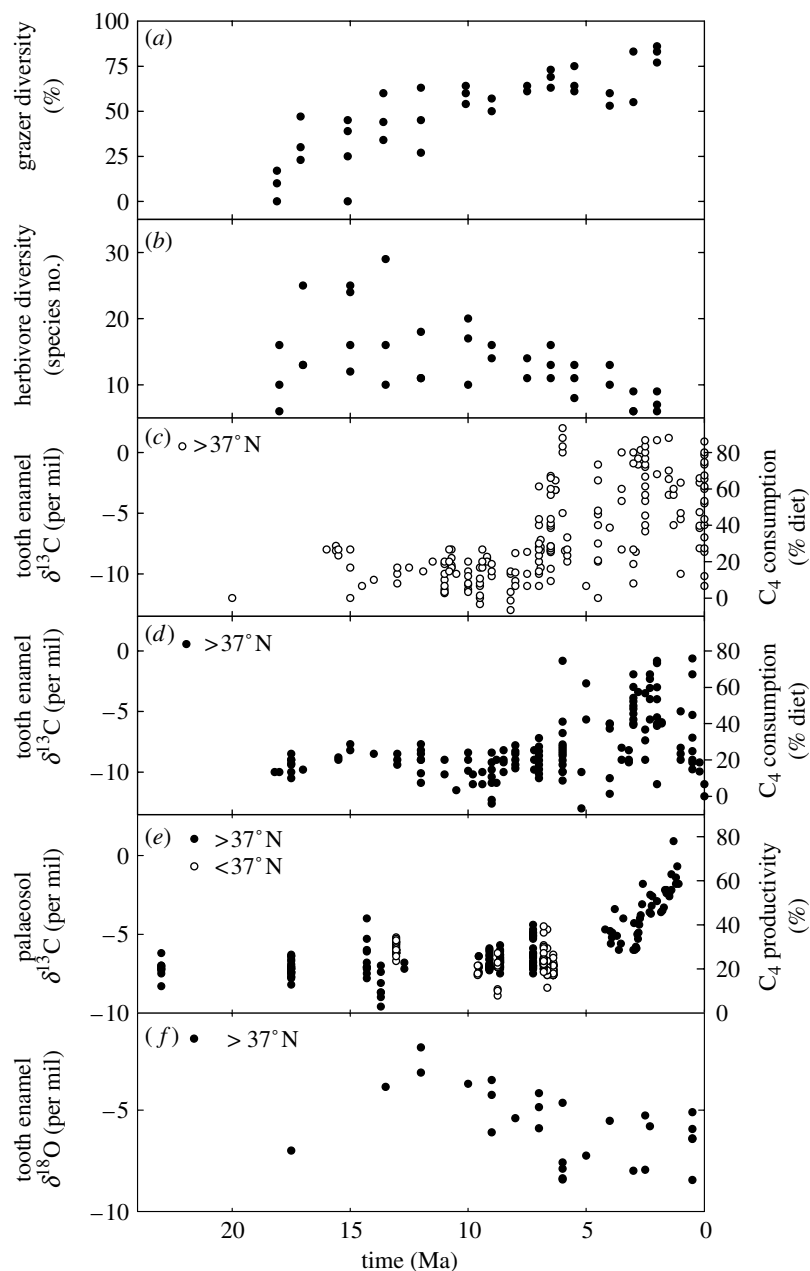 (a)
grazer diversity
(%)
100
75
50
25
0
(b)
herbivore diversity
(species no.)
30
20
10
(c)
○ >37°N
tooth enamel
δ¹³C (per mil)
0
−5
−10
80
60
40
20
0
C₄ consumption
(% diet)
(d)
● >37°N
tooth enamel
δ¹³C (per mil)
0
−5
−10
80
60
40
20
0
C₄ consumption
(% diet)
(e)
● >37°N
○ <37°N
palaeosol
δ¹³C (per mil)
0
−5
−10
80
60
40
20
0
C₄ productivity
(%)
(f)
● >37°N
tooth enamel
δ¹⁸O (per mil)
−5
−10
20 15 10 5 0
time (Ma)